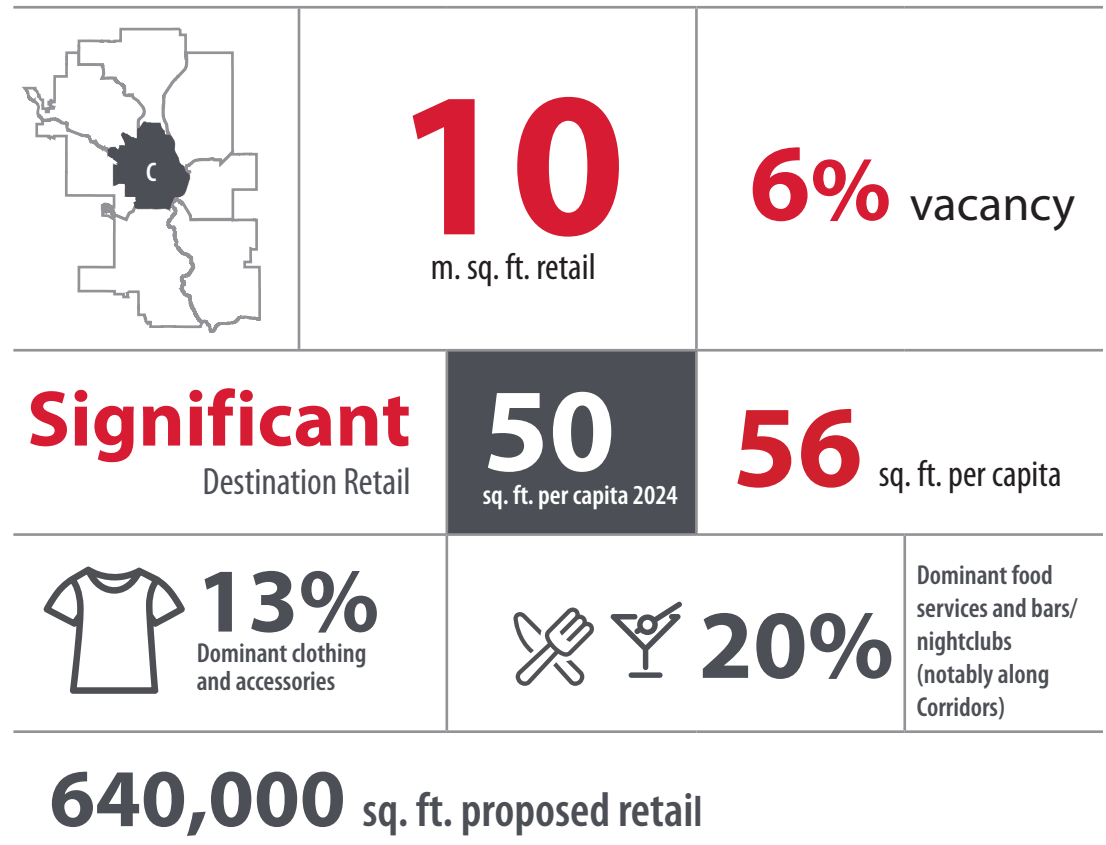 C
10
m. sq. ft. retail
6% vacancy
Significant
Destination Retail
50
sq. ft. per capita 2024
56 sq. ft. per capita
13%
Dominant clothing
and accessories
20%
Dominant food
services and bars/
nightclubs
(notably along
Corridors)
640,000 sq. ft. proposed retail